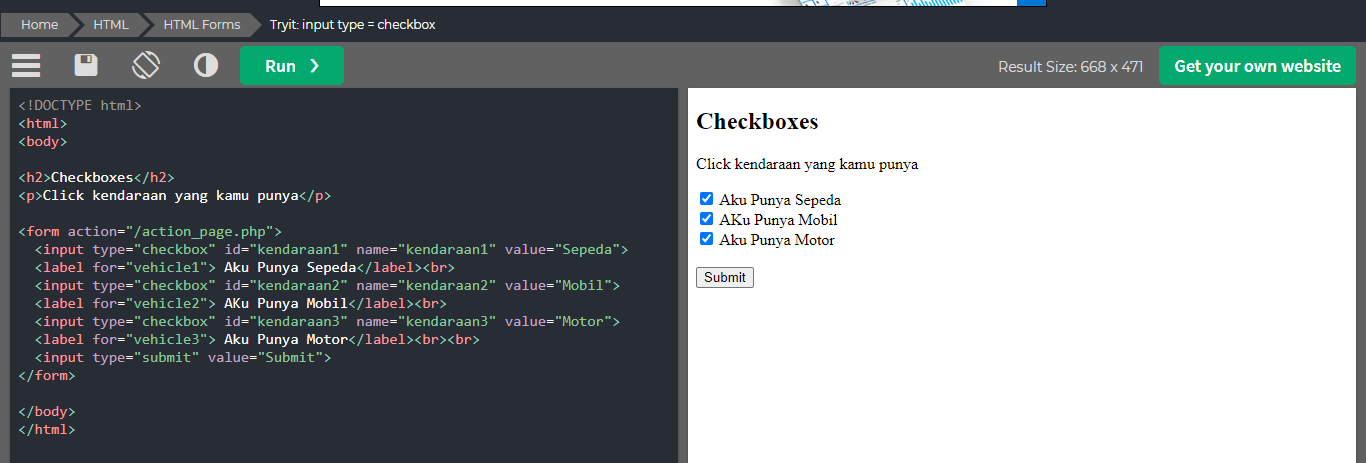 Home HTML HTML Forms Tryit: input type = checkbox
Run ❯ Result Size: 668 x 471 Get your own website
<!DOCTYPE html>
<html>
<body>
<h2>Checkboxes</h2>
<p>Click kendaraan yang kamu punya</p>
<form action="/action_page.php">
  <input type="checkbox" id="kendaraan1" name="kendaraan1" value="Sepeda">
  <label for="vehicle1"> Aku Punya Sepeda</label><br>
  <input type="checkbox" id="kendaraan2" name="kendaraan2" value="Mobil">
  <label for="vehicle2"> AKu Punya Mobil</label><br>
  <input type="checkbox" id="kendaraan3" name="kendaraan3" value="Motor">
  <label for="vehicle3"> Aku Punya Motor</label><br><br>
  <input type="submit" value="Submit">
</form>
</body>
</html>
Checkboxes
Click kendaraan yang kamu punya
Aku Punya Sepeda
AKu Punya Mobil
Aku Punya Motor
Submit